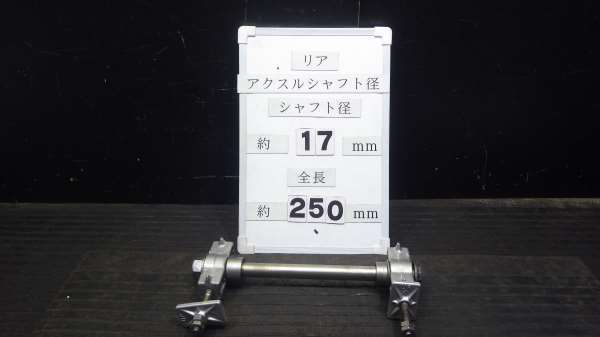 リア
アクスルシャフト径
シャフト径
約 17 mm
全長
約 250 mm